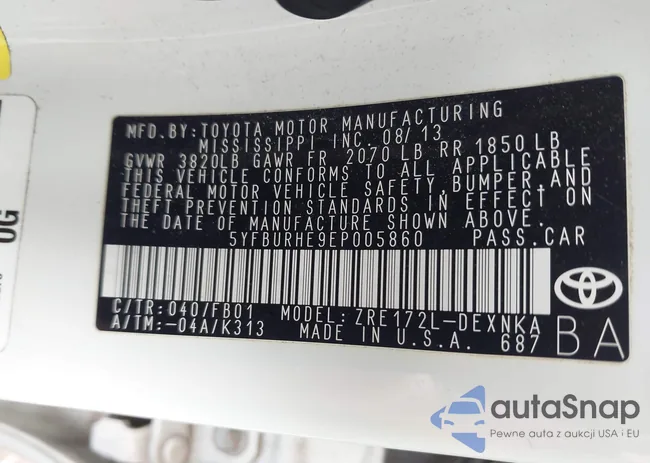 MFD.BY:TOYOTA MOTOR MANUFACTURING
MISSISSIPPI INC. 08/13
GVWR 3820LB GAWR FR 2070 LB RR 1850 LB
THIS VEHICLE CONFORMS TO ALL APPLICABLE
FEDERAL MOTOR VEHICLE SAFETY, BUMPER, AND
THEFT PREVENTION STANDARDS IN EFFECT ON
THE DATE OF MANUFACTURE SHOWN ABOVE.
5YFBURHE9EP005860 PASS.CAR
C/TR: 040/FB01 ZRE172L-DEXNKA
A/TM:-04A/K313 MADE IN U.S.A. 687
BA
OG
autaSnap
Pewne auta z aukcji USA i EU